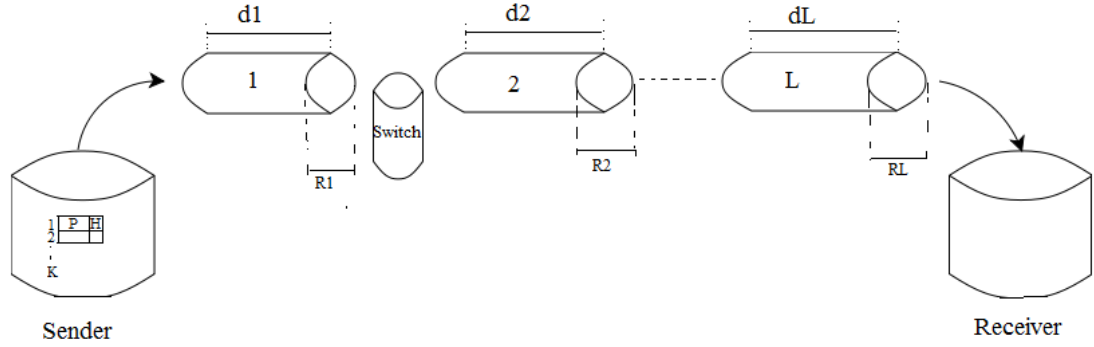 d1
d2
dL
1
2
L
Switch
R1
R2
RL
1 P H
2
K
Sender
Receiver